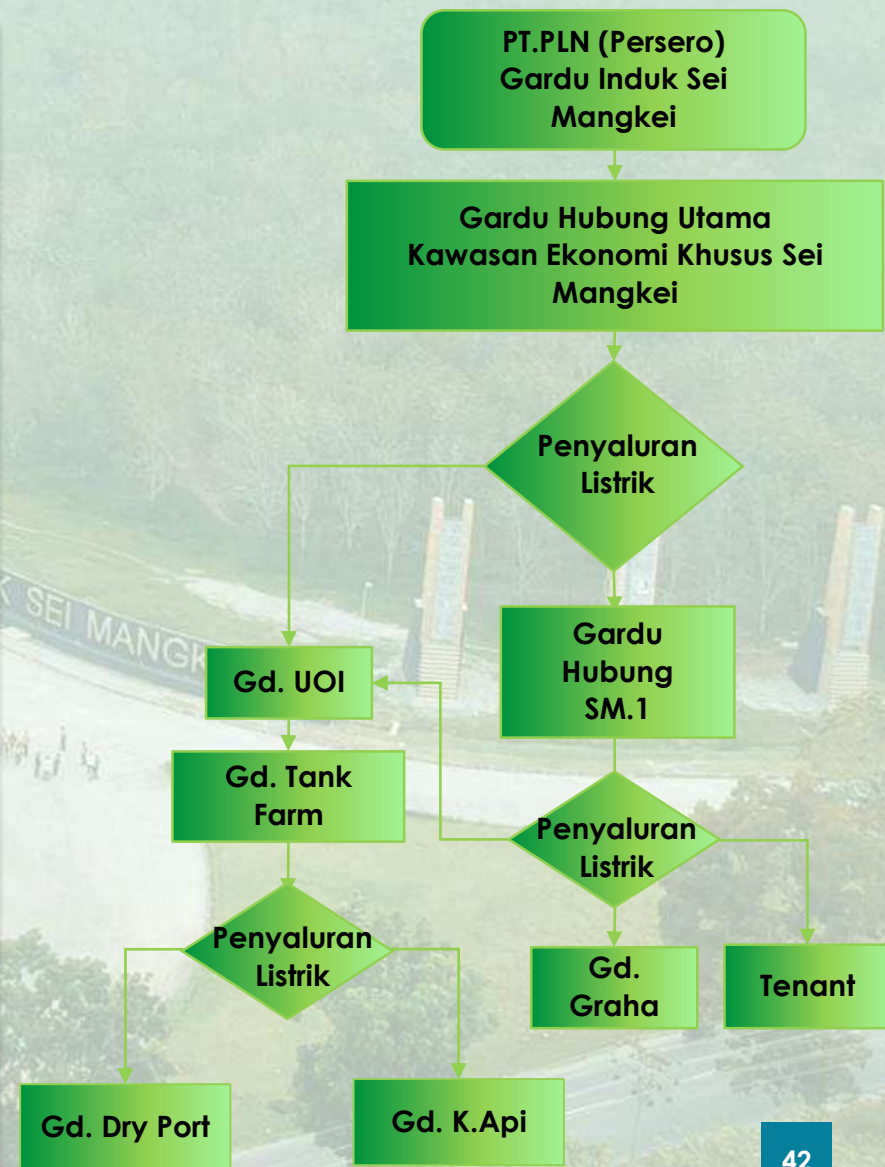 PT.PLN (Persero)
Gardu Induk Sei
Mangkei
Gardu Hubung Utama
Kawasan Ekonomi Khusus Sei
Mangkei
Penyaluran
Listrik
Gd. UOI
Gardu
Hubung
SM.1
Gd. Tank
Farm
Penyaluran
Listrik
Penyaluran
Listrik
Gd.
Graha
Tenant
Gd. Dry Port
Gd. K.Api
42
K SEI MANGK